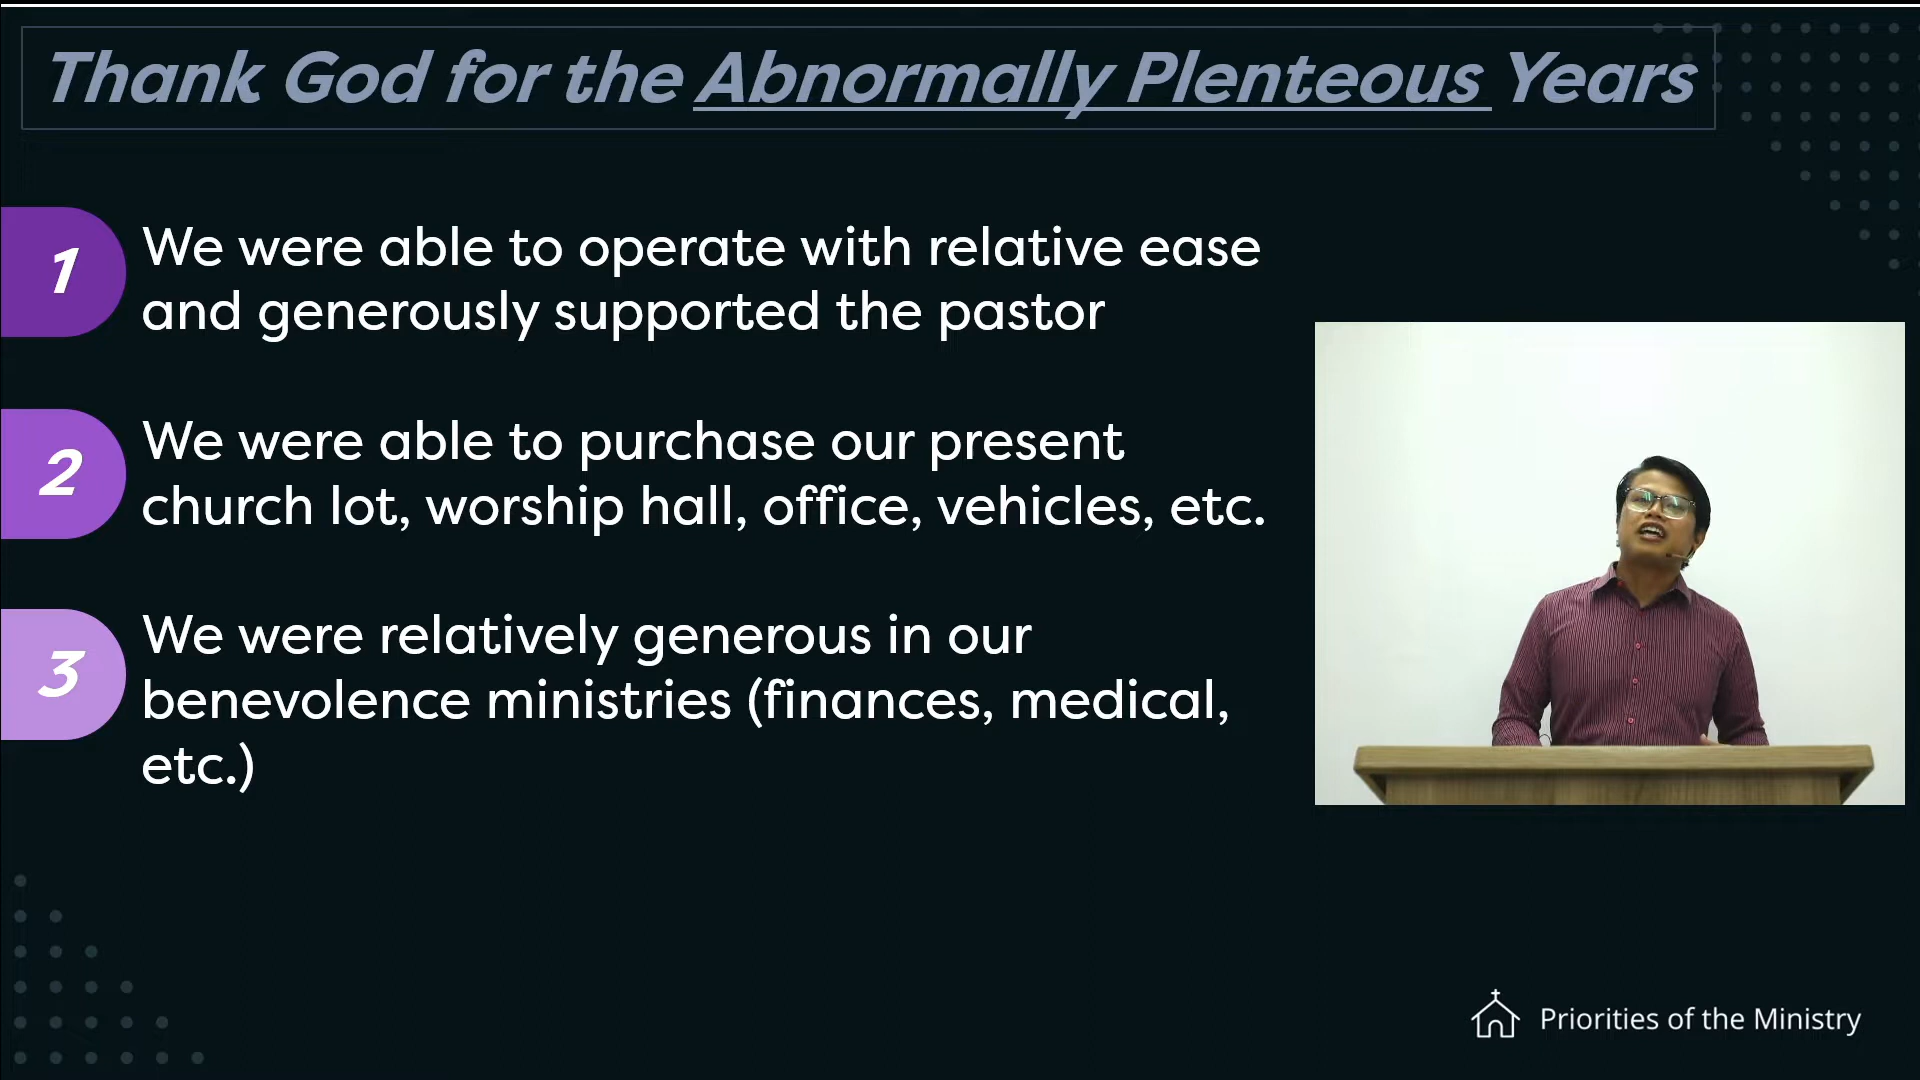 Thank God for the Abnormally Plenteous Years
1
We were able to operate with relative ease
and generously supported the pastor
2
We were able to purchase our present
church lot, worship hall, office, vehicles, etc.
3
We were relatively generous in our
benevolence ministries (finances, medical,
etc.)
Priorities of the Ministry